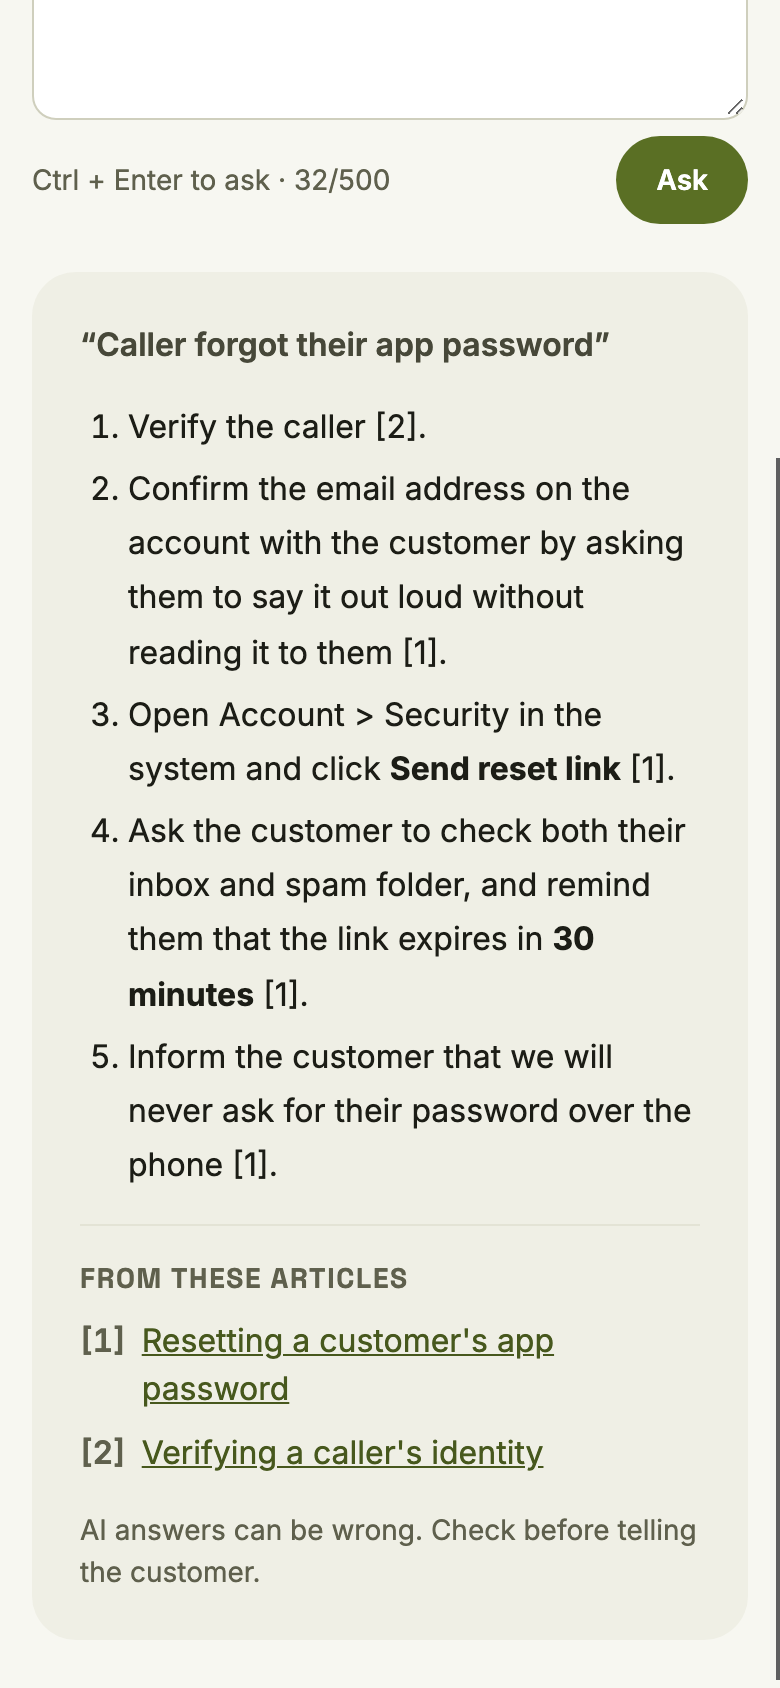 Ctrl + Enter to ask · 32/500
Ask
“Caller forgot their app password”
1. Verify the caller [2].
2. Confirm the email address on the
account with the customer by asking
them to say it out loud without
reading it to them [1].
3. Open Account > Security in the
system and click Send reset link [1].
4. Ask the customer to check both their
inbox and spam folder, and remind
them that the link expires in 30
minutes [1].
5. Inform the customer that we will
never ask for their password over the
phone [1].
FROM THESE ARTICLES
[1] Resetting a customer's app
password
[2] Verifying a caller's identity
AI answers can be wrong. Check before telling
the customer.